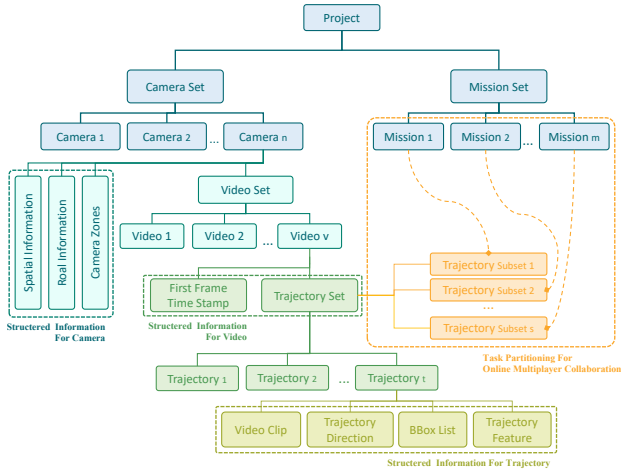 Project
Camera Set
Mission Set
Camera 1
Camera 2
...
Camera n
Mission 1
Mission 2
...
Mission m
Spatial Information
Roal Information
Camera Zones
Video Set
Video 1
Video 2
...
Video v
First Frame
Time Stamp
Trajectory Set
Trajectory Subset 1
Trajectory Subset 2
...
Trajectory Subset s
Structered Information
For Camera
Structered Information
For Video
Task Partitioning For
Online Multiplayer Collaboration
Trajectory 1
Trajectory 2
...
Trajectory t
Video Clip
Trajectory
Direction
BBox List
Trajectory
Feature
Structered Information For Trajectory